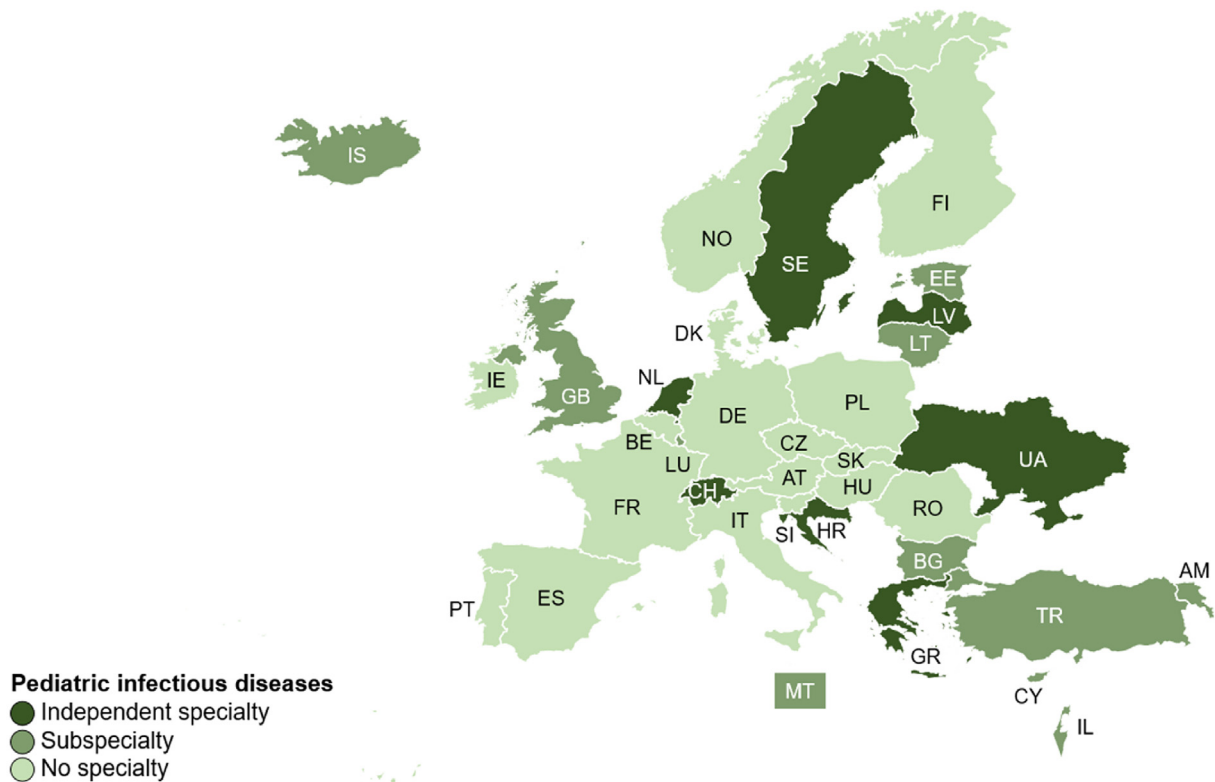 IS
FI
NO
SE
EE
LV
DK
LT
IE
NL
GB
DE
PL
BE
CZ
UA
LU
SK
AT
CH
HU
FR
IT
RO
SI
HR
BG
AM
ES
PT
TR
GR
MT
CY
IL
Pediatric infectious diseases
Independent specialty
Subspecialty
No specialty